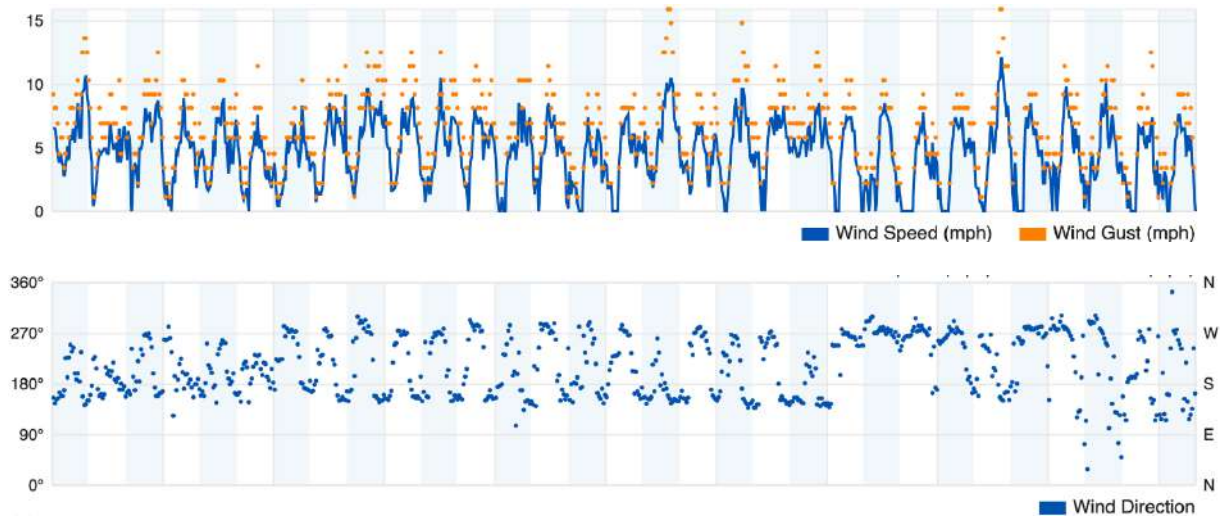 15
10
5
0
Wind Speed (mph) Wind Gust (mph)
360° N
270° W
180° S
90° E
0° N
Wind Direction